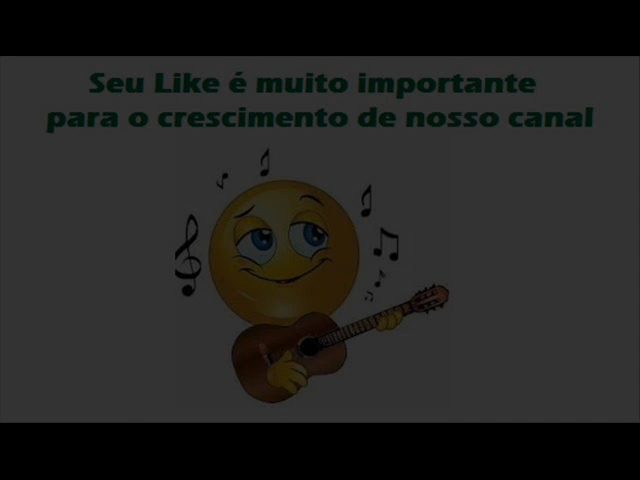 Seu Like é muito importante
para o crescimento de nosso canal